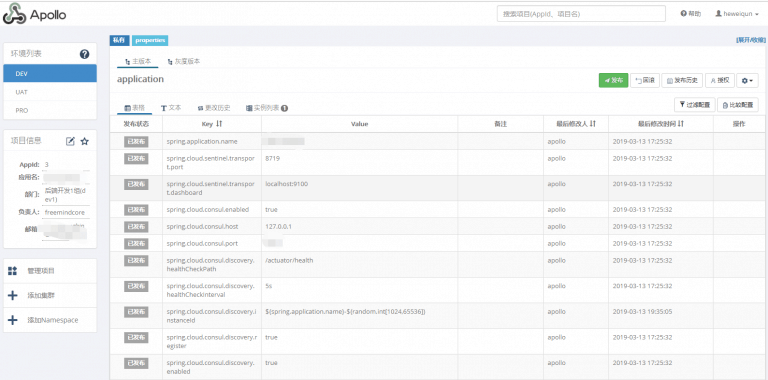 Apollo
搜索项目(AppId、项目名)
帮助
heweiqun
环境列表
DEV
UAT
PRO
项目信息
AppId: 3
应用名:
部门: 后端开发1组(dev1)
负责人: freemindcore
邮箱
管理项目
添加集群
添加Namespace
私有 properties
[展开/收缩]
主版本 灰度版本
application
发布 回滚 发布历史 授权
表格 文本 更改历史 实例列表 1
过滤配置 比较配置
发布状态 Key Value 备注 最后修改人 最后修改时间 操作
已发布 spring.application.name apollo 2019-03-13 17:25:32
已发布 spring.cloud.sentinel.transpo 8719 apollo 2019-03-13 17:25:32
rt.port
已发布 spring.cloud.sentinel.transpo localhost:9100 apollo 2019-03-13 17:25:32
rt.dashboard
已发布 spring.cloud.consul.enabled true apollo 2019-03-13 17:25:32
已发布 spring.cloud.consul.host 127.0.0.1 apollo 2019-03-13 17:25:32
已发布 spring.cloud.consul.port apollo 2019-03-13 17:25:32
已发布 spring.cloud.consul.discovery. /actuator/health apollo 2019-03-13 17:25:32
healthCheckPath
已发布 spring.cloud.consul.discovery. 5s apollo 2019-03-13 17:25:32
healthCheckInterval
已发布 spring.cloud.consul.discovery.i ${spring.application.name}-${random.int[1024,65536]} apollo 2019-03-13 19:35:05
nstanceId
已发布 spring.cloud.consul.discovery.r true apollo 2019-03-13 17:25:32
egister
已发布 spring.cloud.consul.discovery. true apollo 2019-03-13 17:25:32
enabled